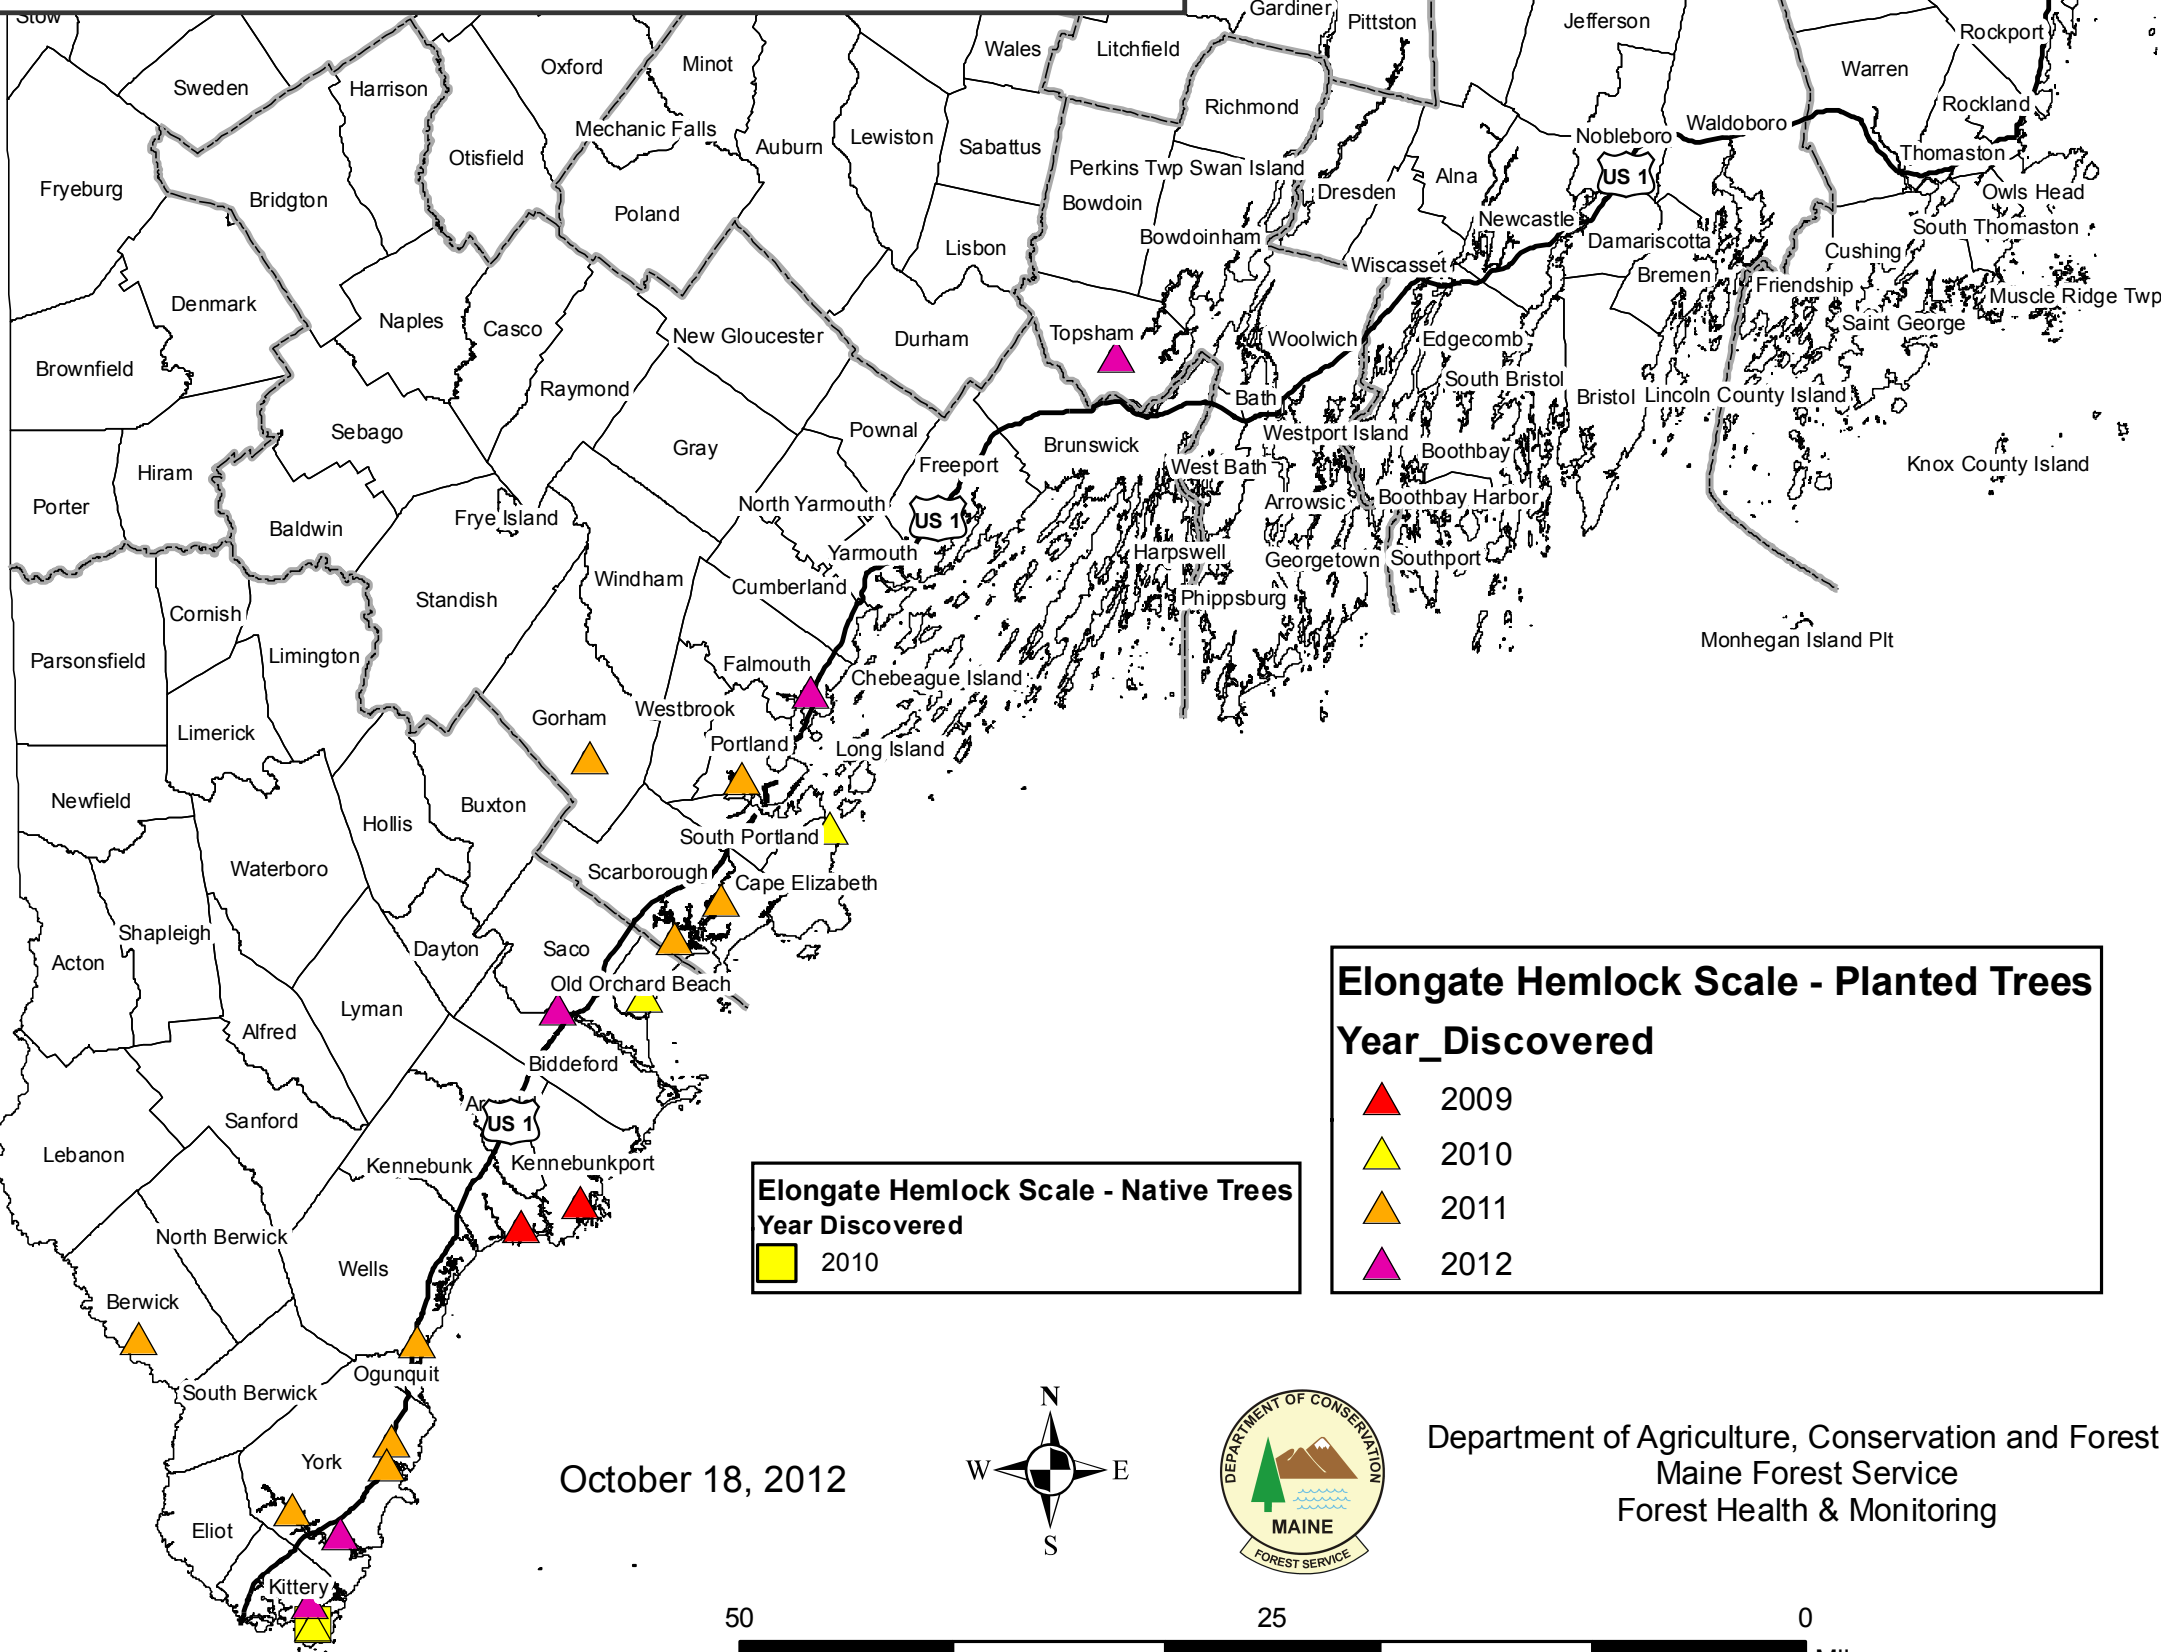 Stow
Gardiner
Pittston
Jefferson
Rockport
Wales
Litchfield
Sweden
Harrison
Oxford
Minot
Warren
Richmond
Rockland
Mechanic Falls
Auburn
Lewiston
Sabattus
Nobleboro
Waldoboro
Otisfield
Thomaston
Fryeburg
Bridgton
Perkins Twp Swan Island
Dresden
Alna
US 1
Owls Head
Poland
Bowdoin
Newcastle
South Thomaston
Lisbon
Bowdoinham
Damariscotta
Cushing
Denmark
Wiscasset
Bremen
Friendship
Muscle Ridge Twp
Naples
Casco
New Gloucester
Durham
Topsham
Woolwich
Edgecomb
Saint George
Brownfield
Raymond
South Bristol
Bristol
Lincoln County Island
Bath
Sebago
Gray
Pownal
Brunswick
Westport Island
Boothbay
Hiram
Freeport
West Bath
Knox County Island
Porter
Baldwin
Frye Island
North Yarmouth
US 1
Arrowsic
Boothbay Harbor
Yarmouth
Harpswell
Georgetown
Southport
Windham
Cumberland
Cornish
Standish
Phippsburg
Monhegan Island Plt
Parsonsfield
Limington
Falmouth
Chebeague Island
Limerick
Gorham
Westbrook
Portland
Long Island
Newfield
Hollis
Buxton
South Portland
Waterboro
Scarborough
Cape Elizabeth
Acton
Shapleigh
Dayton
Saco
Old Orchard Beach
Alfred
Lyman
Biddeford
Ar
US 1
Sanford
Lebanon
Kennebunk
Kennebunkport
North Berwick
Wells
Berwick
Ogunquit
South Berwick
York
Eliot
Kittery
Elongate Hemlock Scale - Planted Trees
Year_Discovered
2009
2010
2011
2012
Elongate Hemlock Scale - Native Trees
Year Discovered
2010
October 18, 2012
N
W
E
S
DEPARTMENT OF CONSERVATION
MAINE
FOREST SERVICE
Department of Agriculture, Conservation and Forest
Maine Forest Service
Forest Health & Monitoring
50
25
0